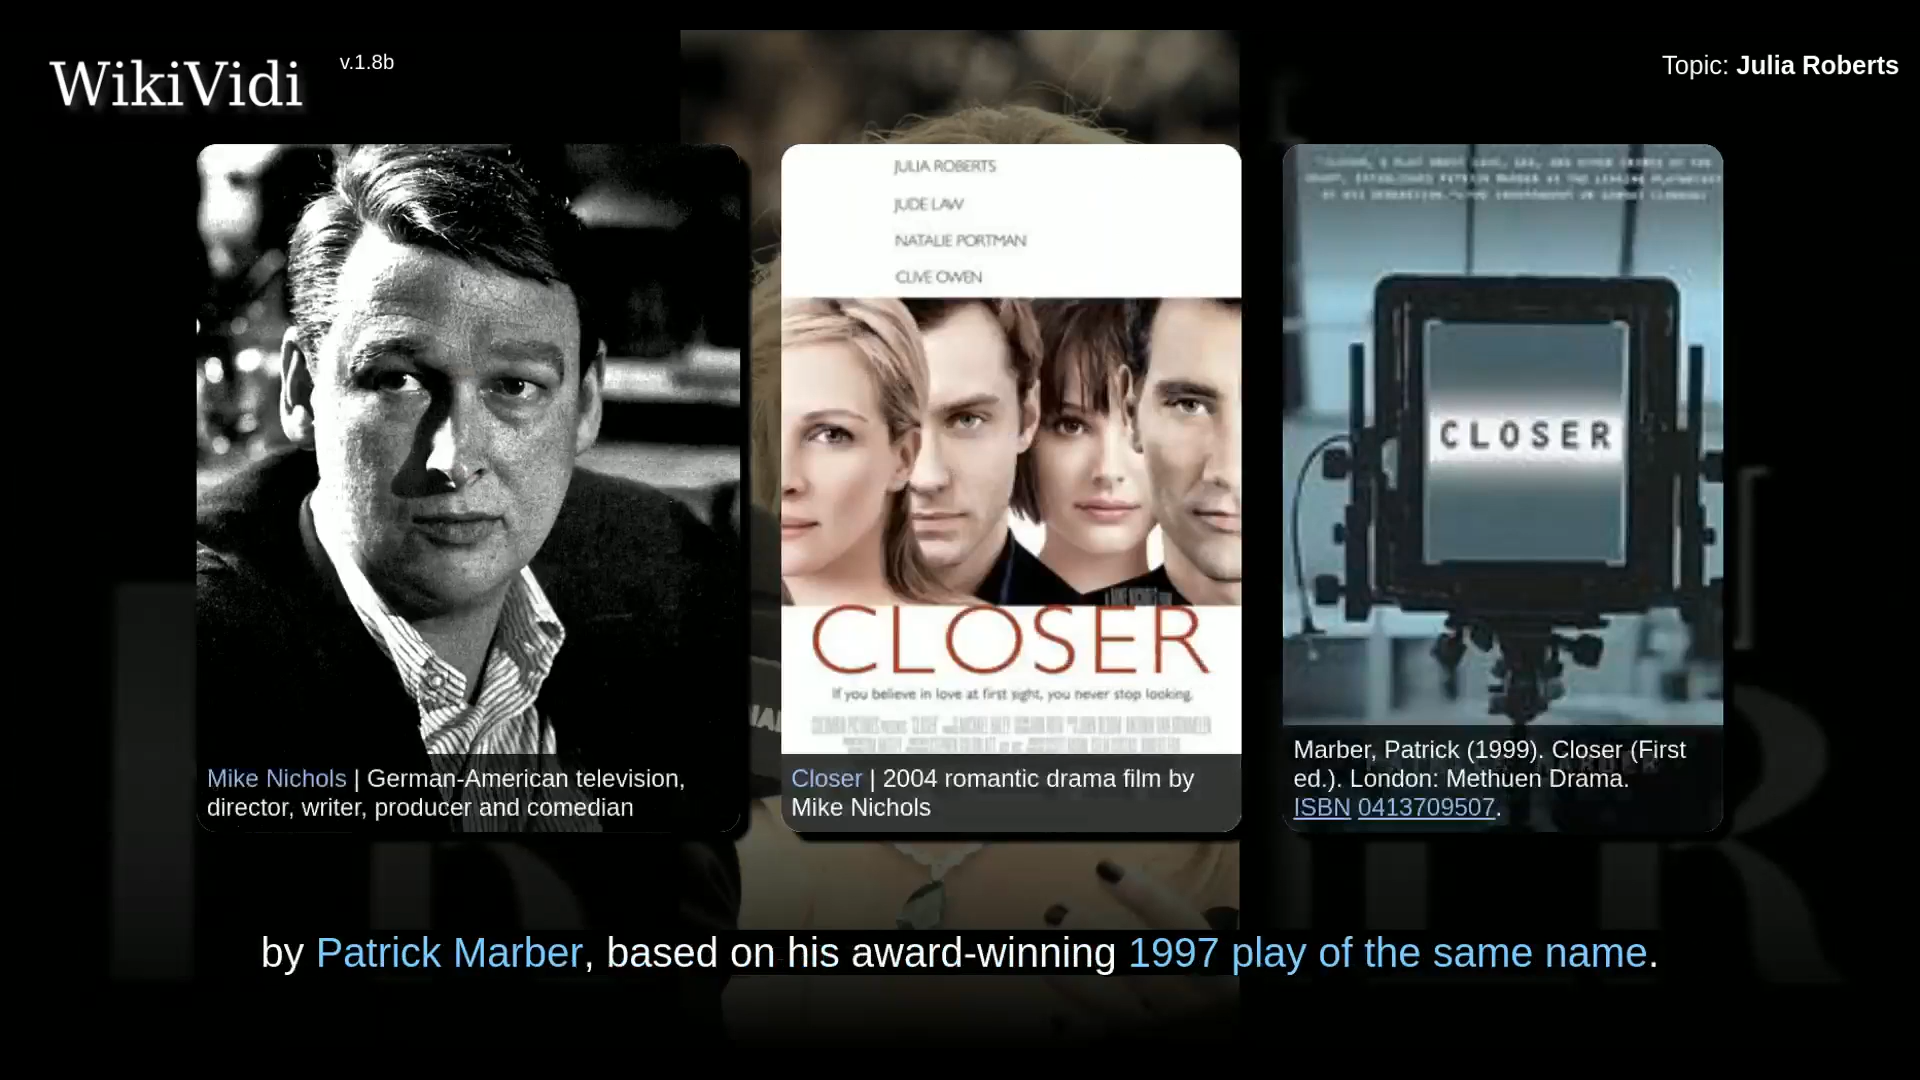 WikiVidi
v.1.8b
Topic: Julia Roberts
JULIA ROBERTS
JUDE LAW
NATALIE PORTMAN
CLIVE OWEN
CLOSER
If you believe in love at first sight, you never stop looking.
CLOSER
Mike Nichols | German-American television,
director, writer, producer and comedian
Closer | 2004 romantic drama film by
Mike Nichols
Marber, Patrick (1999). Closer (First
ed.). London: Methuen Drama.
ISBN 0413709507.
by Patrick Marber, based on his award-winning 1997 play of the same name.